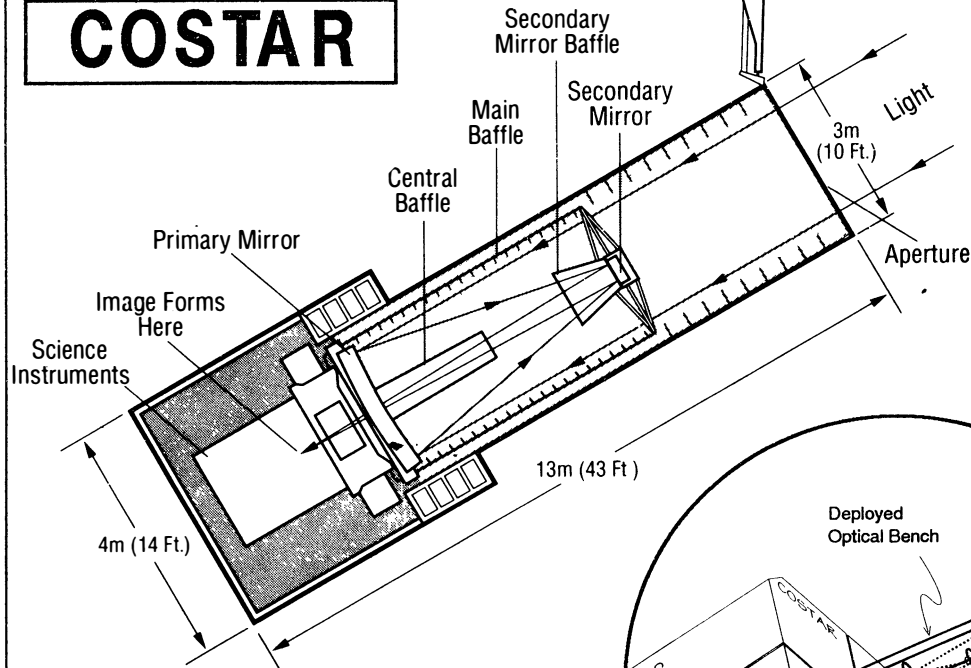 COSTAR
Secondary
Mirror Baffle
Secondary
Mirror
Main
Baffle
Central
Baffle
Primary Mirror
Image Forms
Here
Science
Instruments
Light
3m
(10 Ft.)
Aperture
13m (43 Ft )
4m (14 Ft.)
Deployed
Optical Bench
COSTAR